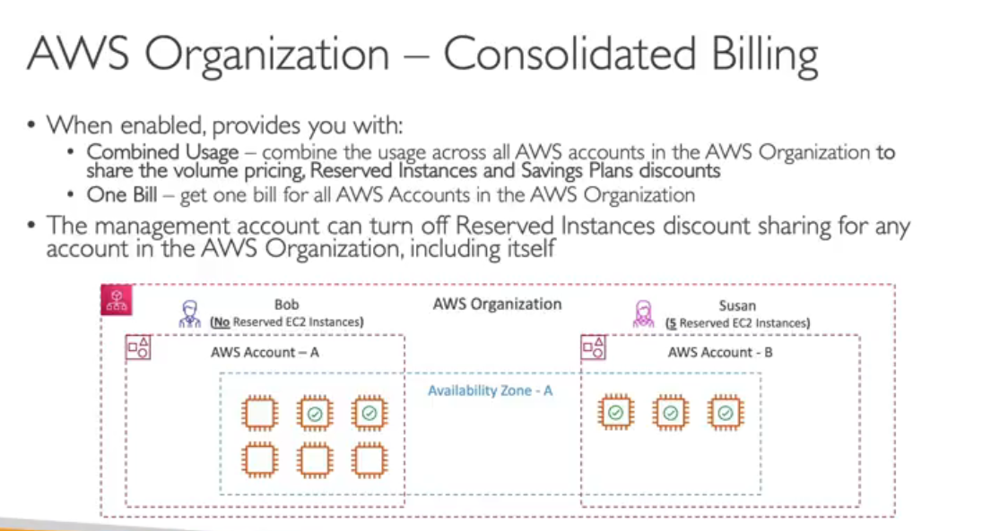 AWS Organization – Consolidated Billing
• When enabled, provides you with:
• Combined Usage – combine the usage across all AWS accounts in the AWS Organization to
share the volume pricing, Reserved Instances and Savings Plans discounts
• One Bill – get one bill for all AWS Accounts in the AWS Organization
• The management account can turn off Reserved Instances discount sharing for any
account in the AWS Organization, including itself
AWS Organization
Bob
(No Reserved EC2 Instances)
Susan
(5 Reserved EC2 Instances)
AWS Account – A
AWS Account - B
Availability Zone - A